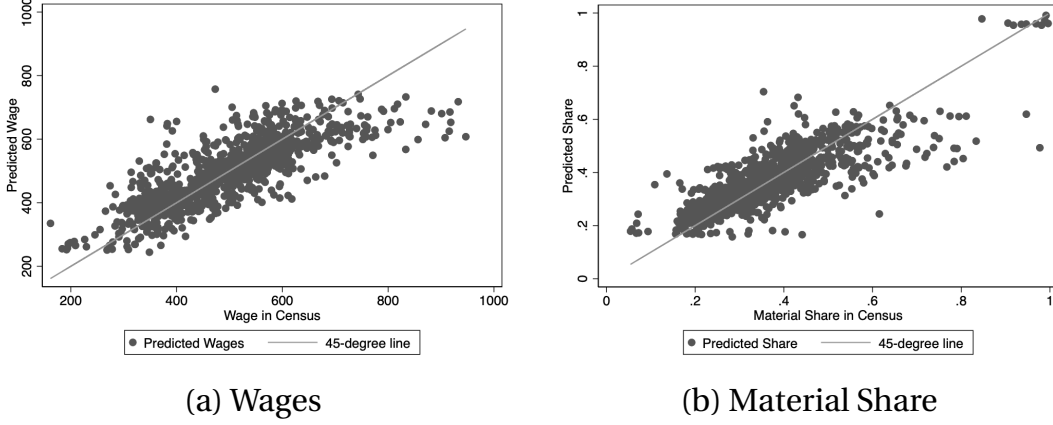 Predicted Wage
200
400
600
800
1000
200
400
600
800
1000
Wage in Census
Predicted Wages
45-degree line
(a) Wages
Predicted Share
0
.2
.4
.6
.8
1
0
.2
.4
.6
.8
1
Material Share in Census
Predicted Share
45-degree line
(b) Material Share